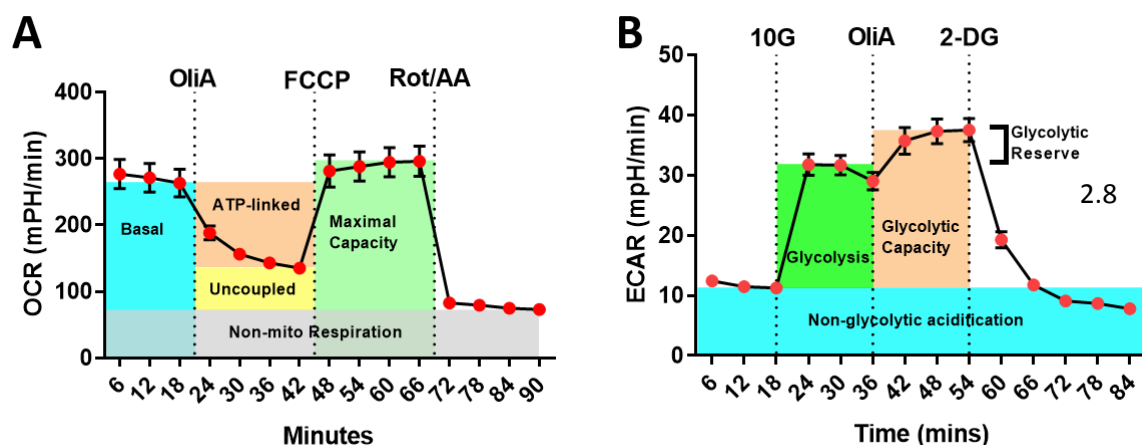 A
OliA FCCP Rot/AA
OCR (mPH/min)
400
300
200
100
0
Basal
ATP-linked
Uncoupled
Maximal
Capacity
Non-mito Respiration
6 12 18 24 30 36 42 48 54 60 66 72 78 84 90
Minutes
B
10G OliA 2-DG
ECAR (mpH/min)
50
40
30
20
10
0
Glycolysis
Glycolytic
Capacity
Glycolytic
Reserve
2.8
Non-glycolytic acidification
6 12 18 24 30 36 42 48 54 60 66 72 78 84
Time (mins)